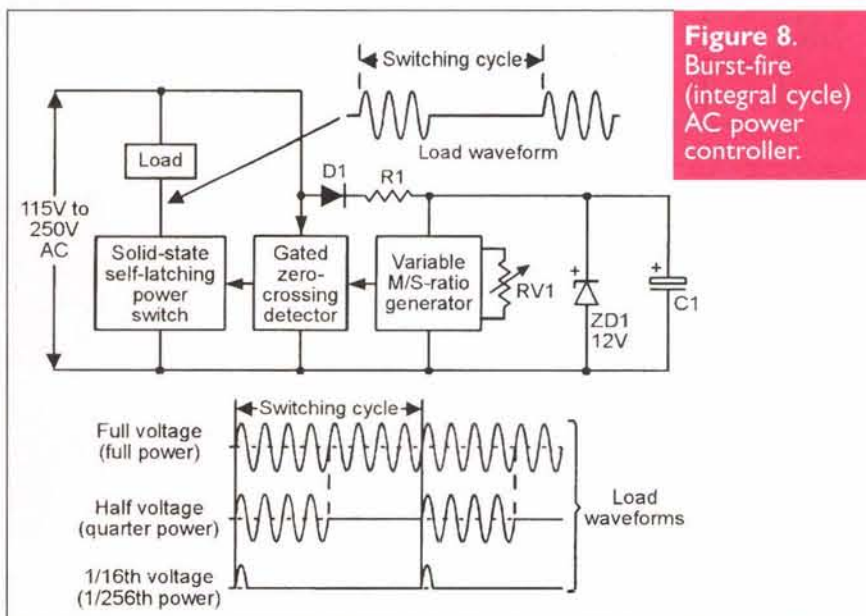 Figure 8.
Burst-fire
(integral cycle)
AC power
controller.
Switching cycle
Load waveform
Load
D1
R1
115V to
250V
AC
Solid-state
self-latching
power
switch
Gated
zero-
crossing
detector
Variable
M/S-ratio
generator
RV1
+
ZD1
12V
+
C1
Switching cycle
Full voltage
(full power)
Half voltage
(quarter power)
1/16th voltage
(1/256th power)
Load
waveforms